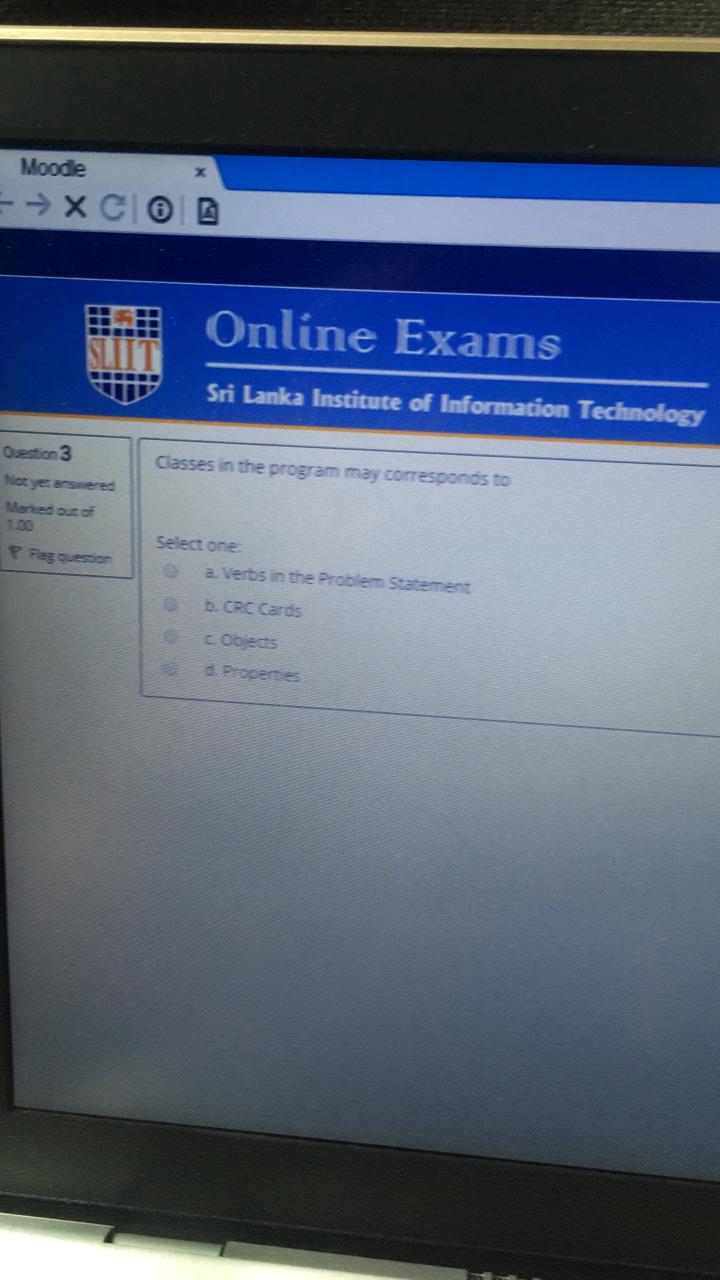 Moodle x
SLIIT
Online Exams
Sri Lanka Institute of Information Technology
Question 3
Not yet answered
Marked out of
1.00
Flag question
Classes in the program may corresponds to
Select one:
a. Verbs in the Problem Statement
b. CRC Cards
c. Objects
d. Properties